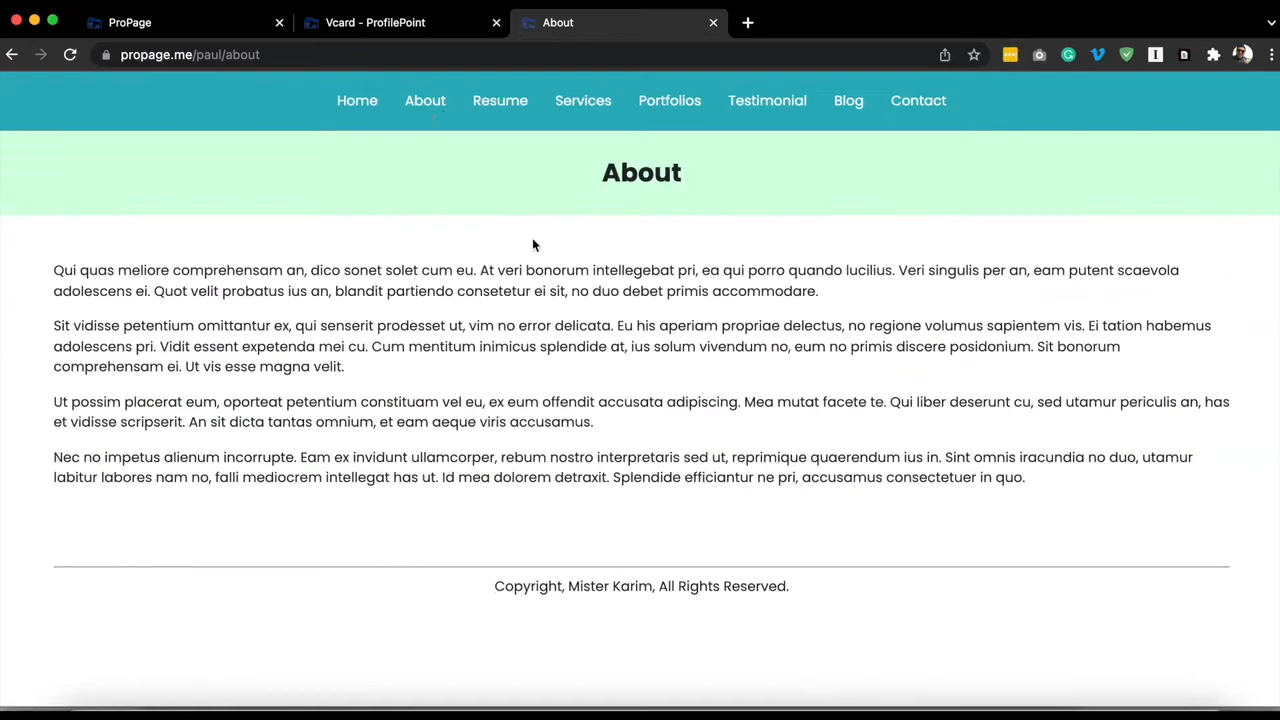 ProPage
Vcard - ProfilePoint
About
propage.me/paul/about
Home About Resume Services Portfolios Testimonial Blog Contact
About
Qui quas meliore comprehensam an, dico sonet solet cum eu. At veri bonorum intellegebat pri, ea qui porro quando lucilius. Veri singulis per an, eam putent scaevola
adolescens ei. Quot velit probatus ius an, blandit partiendo consetetur ei sit, no duo debet primis accommodare.
Sit vidisse petentium omittantur ex, qui senserit prodesset ut, vim no error delicata. Eu his aperiam propriae delectus, no regione volumus sapientem vis. Ei tation habemus
adolescens pri. Vidit essent expetenda mei cu. Cum mentitum inimicus splendide at, ius solum vivendum no, eum no primis discere posidonium. Sit bonorum
comprehensam ei. Ut vis esse magna velit.
Ut possim placerat eum, oporteat petentium constituam vel eu, ex eum offendit accusata adipiscing. Mea mutat facete te. Qui liber deserunt cu, sed utamur periculis an, has
et vidisse scripserit. An sit dicta tantas omnium, et eam aeque viris accusamus.
Nec no impetus alienum incorrupte. Eam ex invidunt ullamcorper, rebum nostro interpretaris sed ut, reprimique quaerendum ius in. Sint omnis iracundia no duo, utamur
labitur labores nam no, falli mediocrem intellegat has ut. Id mea dolorem detraxit. Splendide efficiantur ne pri, accusamus consectetuer in quo.
Copyright, Mister Karim, All Rights Reserved.